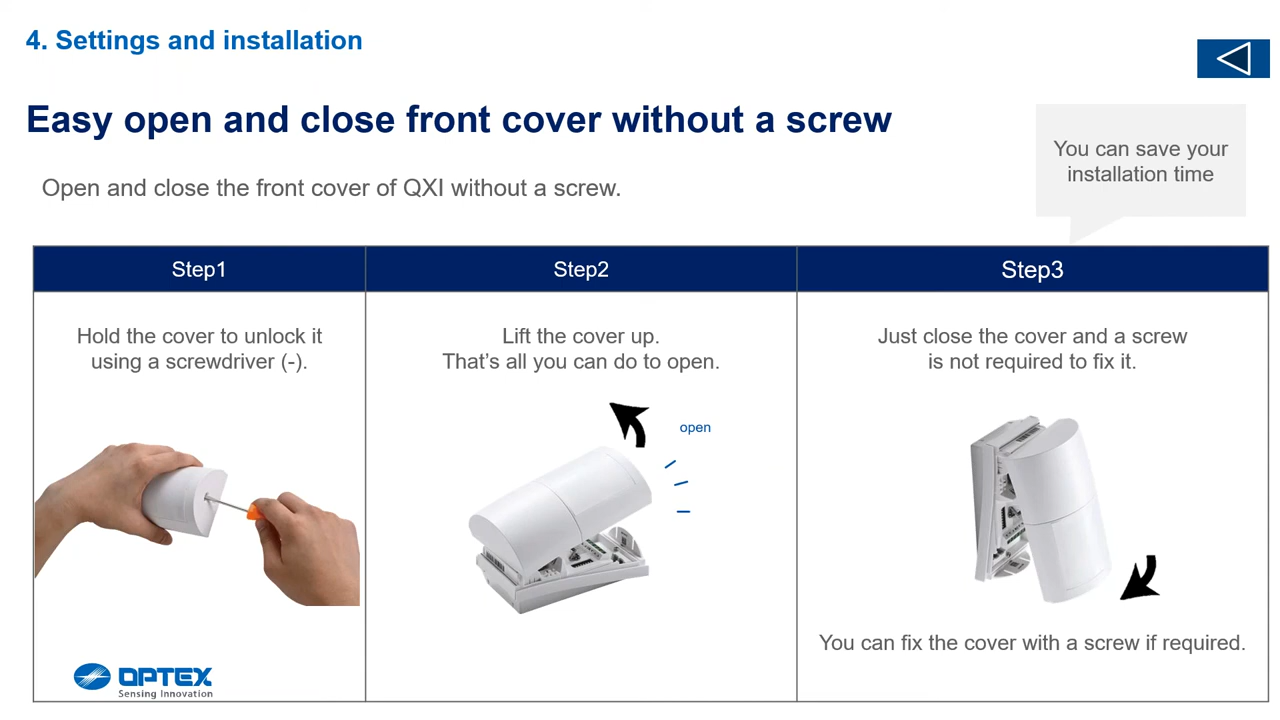 4. Settings and installation
Easy open and close front cover without a screw
You can save your
installation time
Open and close the front cover of QXI without a screw.
Step1
Step2
Step3
Hold the cover to unlock it
using a screwdriver (-).
Lift the cover up.
That’s all you can do to open.
Just close the cover and a screw
is not required to fix it.
open
You can fix the cover with a screw if required.
OPTEX
Sensing Innovation